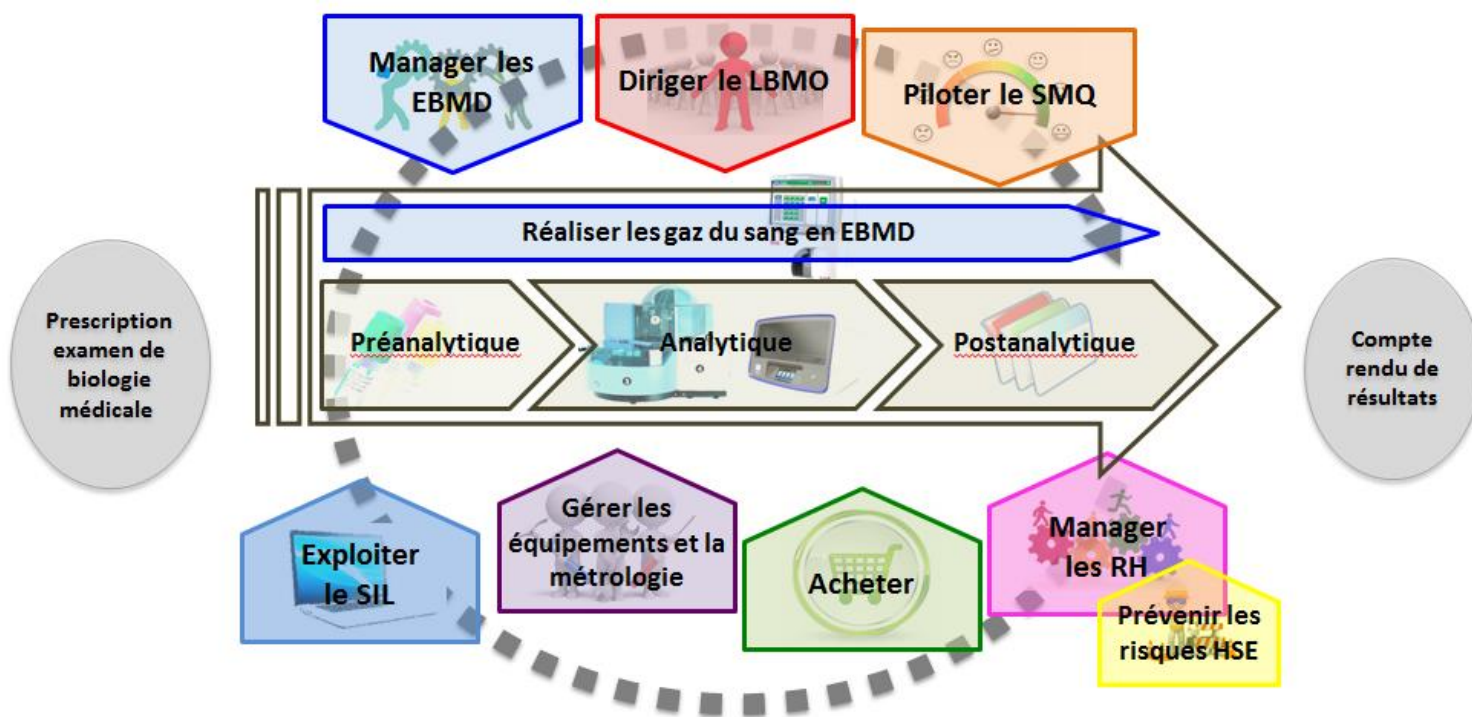 Manager les
EBMD
Diriger le LBMO
Piloter le SMQ
Réaliser les gaz du sang en EBMD
Prescription
examen de
biologie
médicale
Préanalytique
Analytique
Postanalytique
Compte
rendu de
résultats
Exploiter
le SIL
Gérer les
équipements et la
métrologie
Acheter
Manager
les RH
Prévenir les
risques HSE